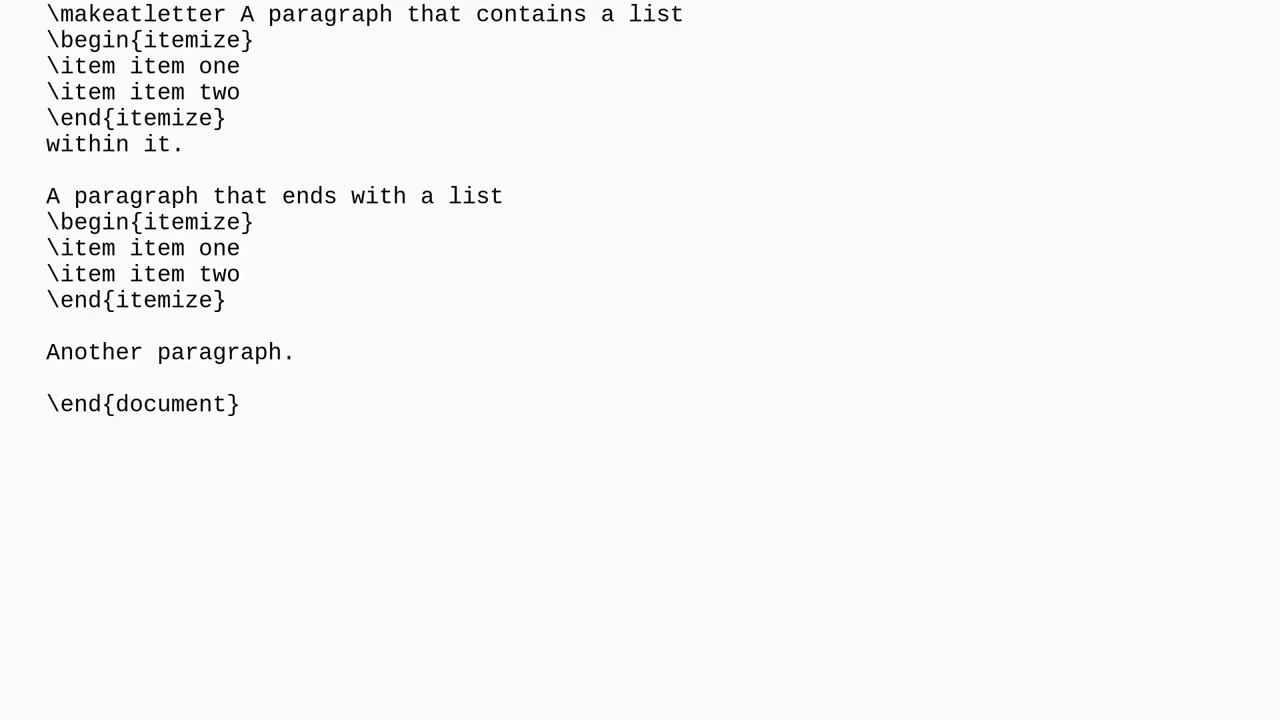 \makeatletter A paragraph that contains a list
\begin{itemize}
\item item one
\item item two
\end{itemize}
within it.
A paragraph that ends with a list
\begin{itemize}
\item item one
\item item two
\end{itemize}
Another paragraph.
\end{document}